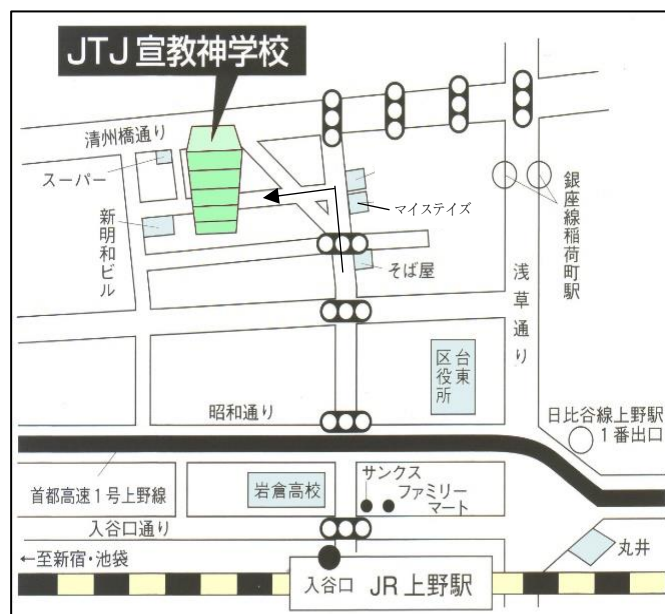 JTJ宣教神学校
清州橋通り
スーパー
新明和ビル
マイステイズ
そば屋
銀座線稲荷町駅
浅草通り
台東
区役所
昭和通り
日比谷線上野駅
1番出口
首都高速1号上野線
岩倉高校
サンクス
ファミリー
マート
入谷口通り
丸井
←至新宿・池袋
入谷口
JR上野駅